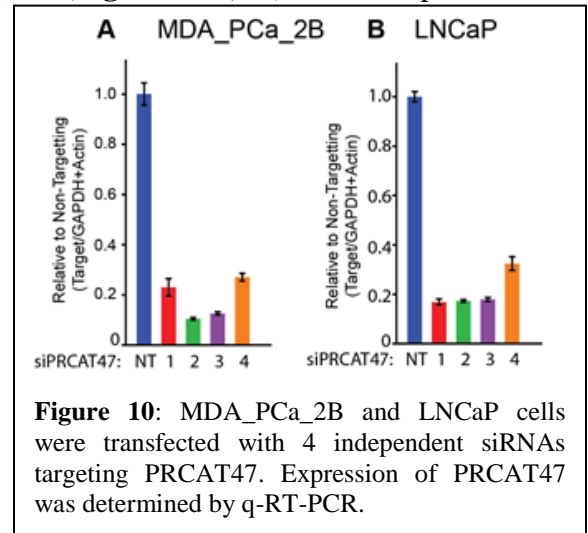 A MDA_PCa_2B B LNCaP
Relative to Non-Targetting
(Target/GAPDH+Actin)
1.0
0.8
0.6
0.4
0.2
0
siPRCAT47: NT 1 2 3 4
Relative to Non-Targetting
(Target/GAPDH+Actin)
1.0
0.8
0.6
0.4
0.2
0
siPRCAT47: NT 1 2 3 4
Figure 10: MDA_PCa_2B and LNCaP cells
were transfected with 4 independent siRNAs
targeting PRCAT47. Expression of PRCAT47
was determined by q-RT-PCR.